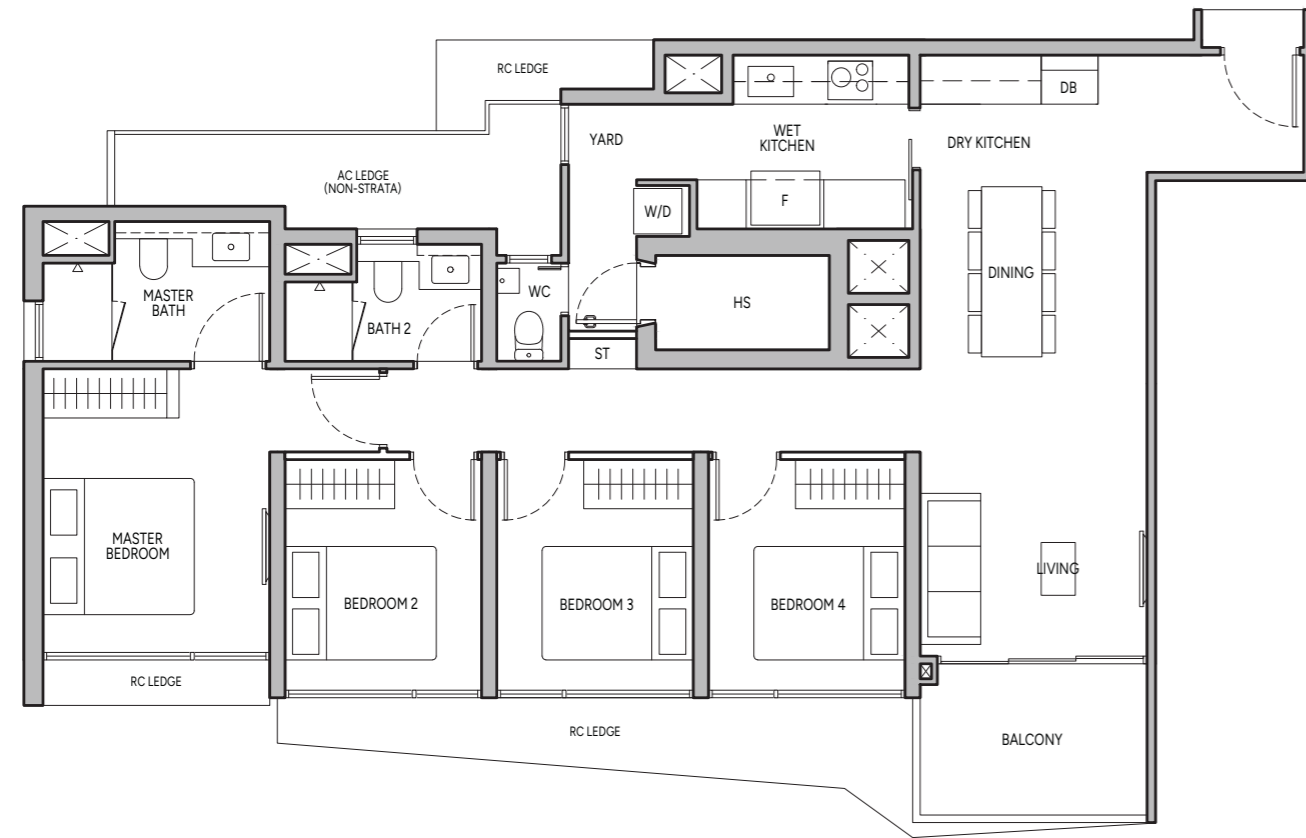 RC LEDGE
DB
YARD
WET
KITCHEN
DRY KITCHEN
AC LEDGE
(NON-STRATA)
F
W/D
MASTER
BATH
BATH 2
WC
HS
DINING
ST
MASTER
BEDROOM
BEDROOM 2
BEDROOM 3
BEDROOM 4
LIVING
RC LEDGE
RC LEDGE
BALCONY